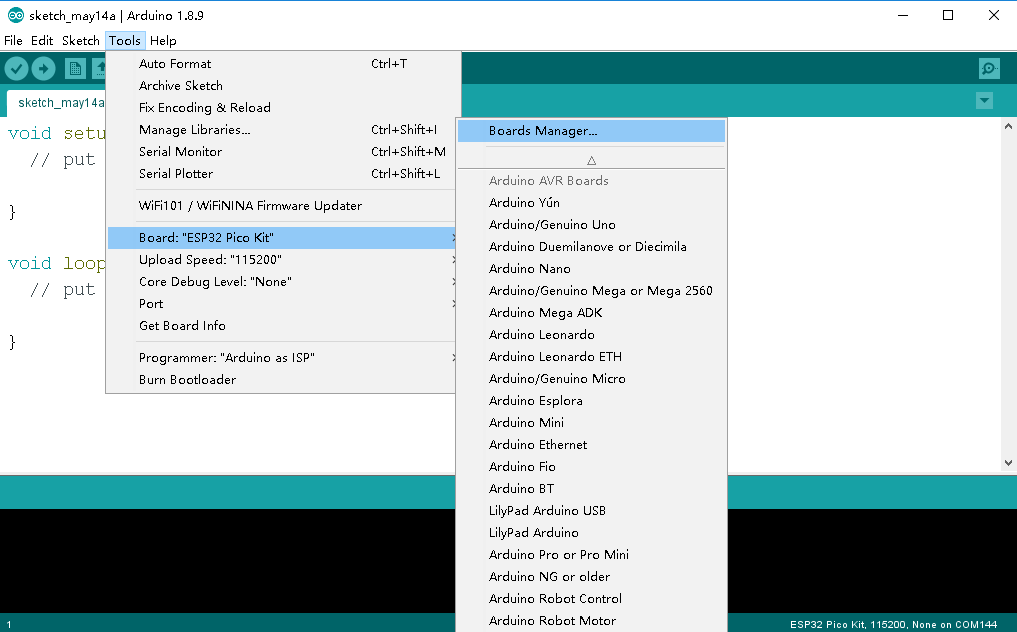 sketch_may14a | Arduino 1.8.9
File Edit Sketch Tools Help
sketch_may14a
void setu
// put
}
void loop
// put
}
Auto Format Ctrl+T
Archive Sketch
Fix Encoding & Reload
Manage Libraries... Ctrl+Shift+I
Serial Monitor Ctrl+Shift+M
Serial Plotter Ctrl+Shift+L
WiFi101 / WiFiNINA Firmware Updater
Board: "ESP32 Pico Kit"
Upload Speed: "115200"
Core Debug Level: "None"
Port
Get Board Info
Programmer: "Arduino as ISP"
Burn Bootloader
Boards Manager...
Arduino AVR Boards
Arduino Yún
Arduino/Genuino Uno
Arduino Duemilanove or Diecimila
Arduino Nano
Arduino/Genuino Mega or Mega 2560
Arduino Mega ADK
Arduino Leonardo
Arduino Leonardo ETH
Arduino/Genuino Micro
Arduino Esplora
Arduino Mini
Arduino Ethernet
Arduino Fio
Arduino BT
LilyPad Arduino USB
LilyPad Arduino
Arduino Pro or Pro Mini
Arduino NG or older
Arduino Robot Control
Arduino Robot Motor
1
ESP32 Pico Kit, 115200, None on COM144